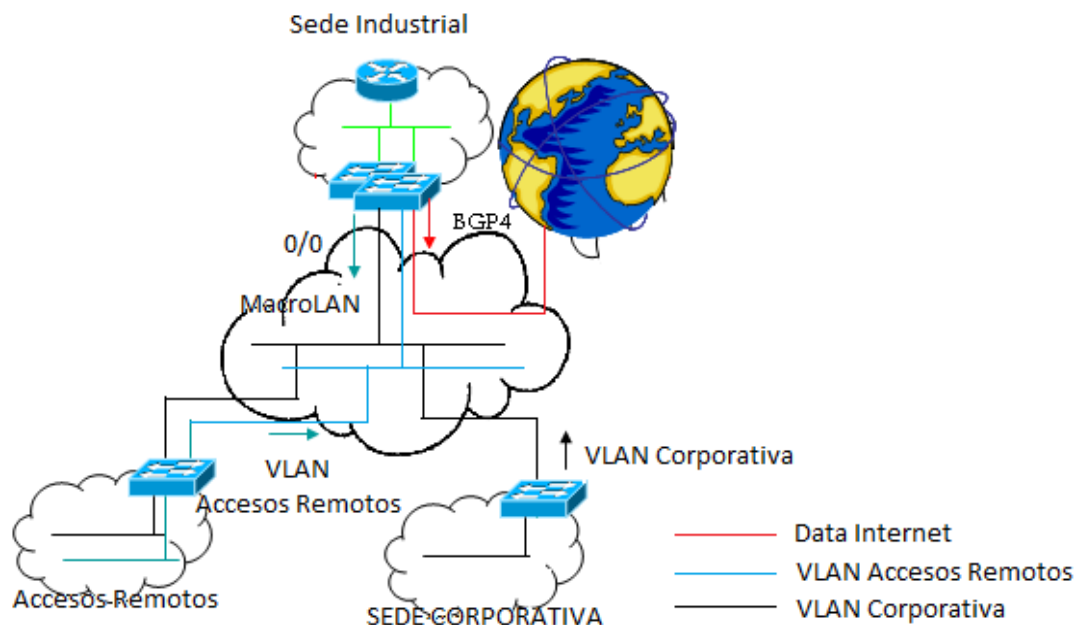 Sede Industrial
BGP4
0/0
MacroLAN
VLAN
Accesos Remotos
VLAN Corporativa
Accesos Remotos
SEDE CORPORATIVA
Data Internet
VLAN Accesos Remotos
VLAN Corporativa